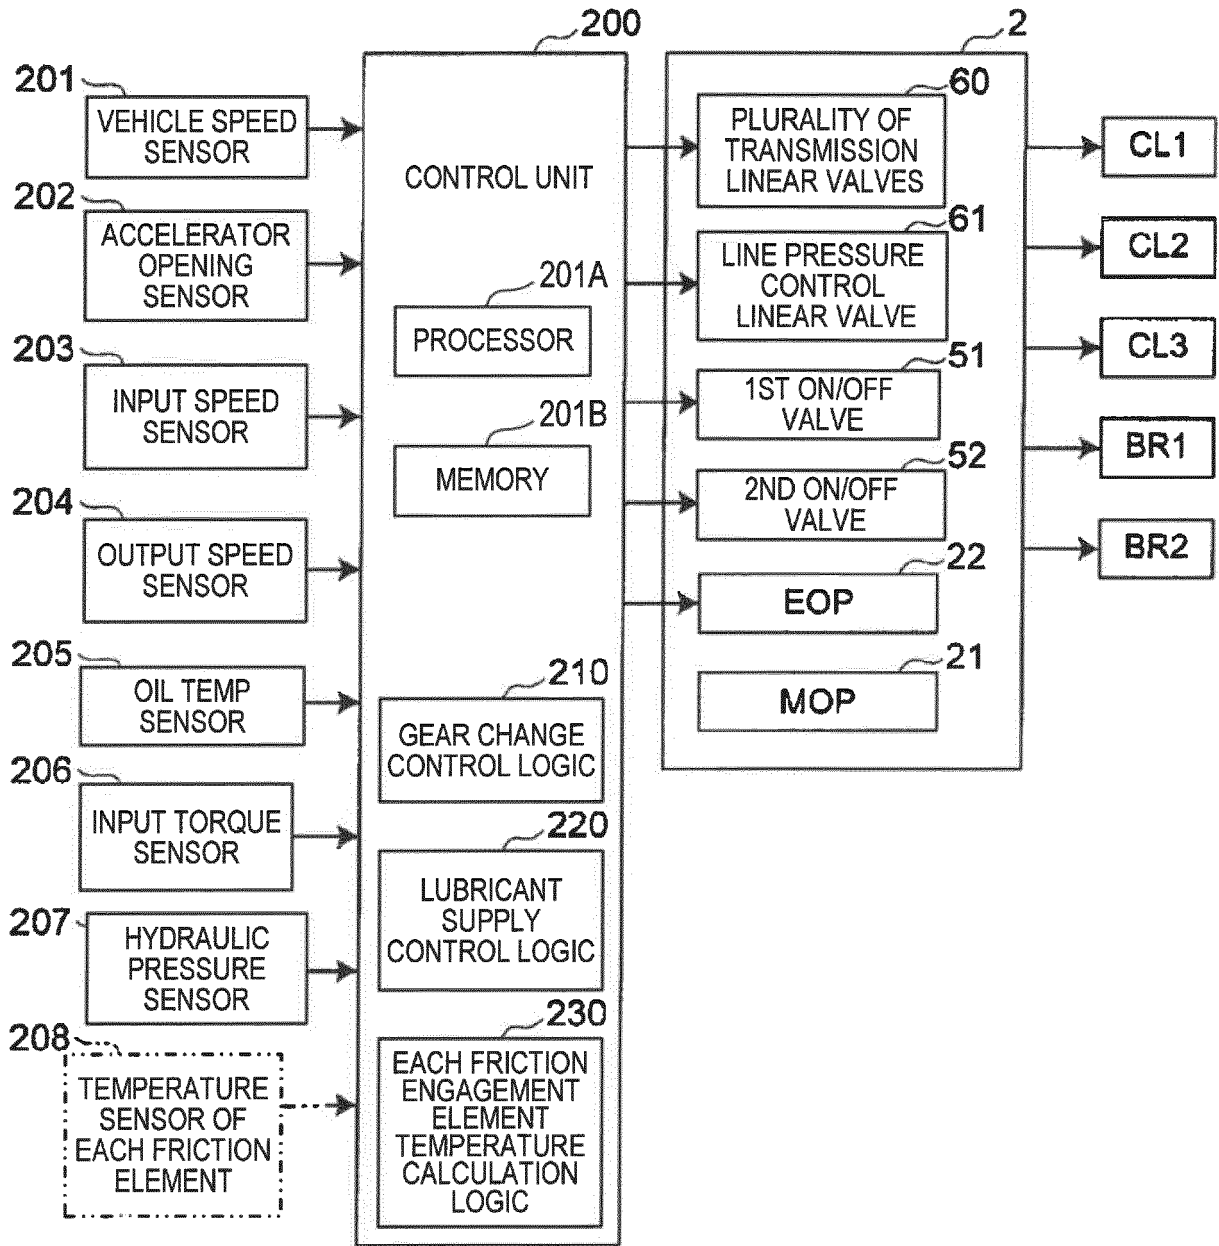 200
2
201
VEHICLE SPEED
SENSOR
202
ACCELERATOR
OPENING
SENSOR
203
INPUT SPEED
SENSOR
204
OUTPUT SPEED
SENSOR
205
OIL TEMP
SENSOR
206
INPUT TORQUE
SENSOR
207
HYDRAULIC
PRESSURE
SENSOR
208
TEMPERATURE
SENSOR OF
EACH FRICTION
ELEMENT
CONTROL UNIT
201A
PROCESSOR
201B
MEMORY
210
GEAR CHANGE
CONTROL LOGIC
220
LUBRICANT
SUPPLY
CONTROL LOGIC
230
EACH FRICTION
ENGAGEMENT
ELEMENT
TEMPERATURE
CALCULATION
LOGIC
60
PLURALITY OF
TRANSMISSION
LINEAR VALVES
61
LINE PRESSURE
CONTROL
LINEAR VALVE
51
1ST ON/OFF
VALVE
52
2ND ON/OFF
VALVE
22
EOP
21
MOP
CL1
CL2
CL3
BR1
BR2